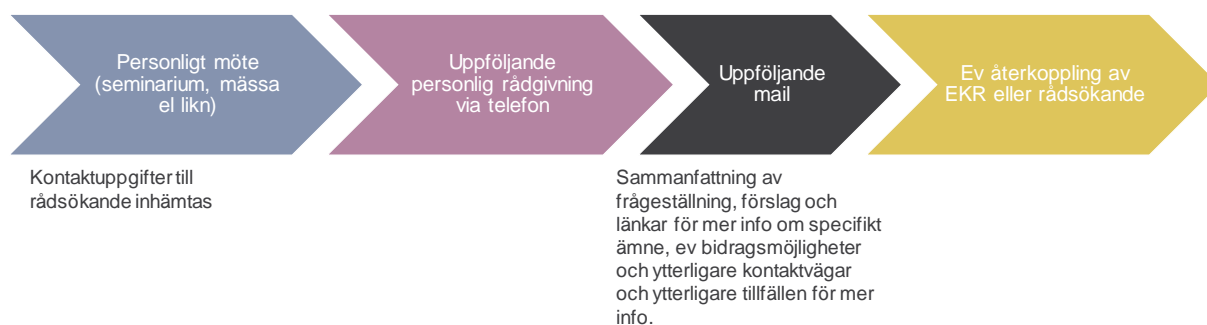 Personligt möte
(seminarium, mässa
el likn)
Uppföljande
personlig rådgivning
via telefon
Uppföljande
mail
Ev återkoppling av
EKR eller rådsökande
Kontaktuppgifter till
rådsökande inhämtas
Sammanfattning av
frågeställning, förslag och
länkar för mer info om specifikt
ämne, ev bidragsmöjligheter
och ytterligare kontaktvägar
och ytterligare tillfällen för mer
info.